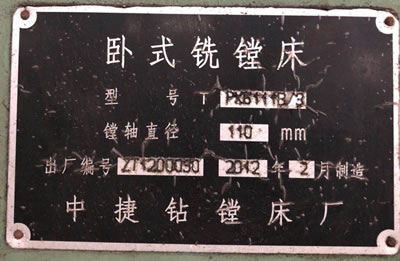 卧式铣镗床
型 号 T PX6111B/3
镗轴直径 110 mm
出厂编号 ZT1200030 2012 年 2 月制造
中捷钻镗床厂